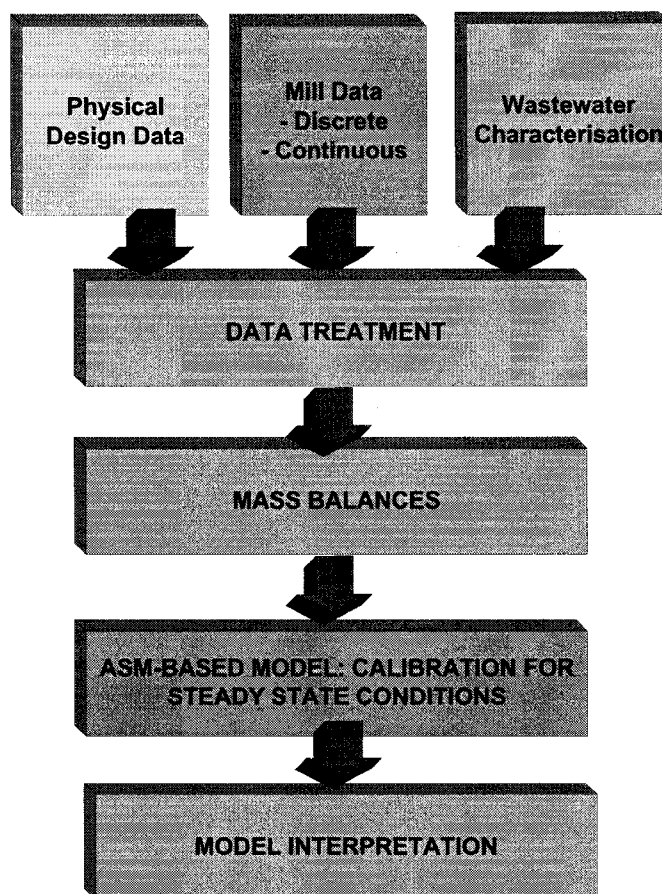 Physical
Design Data
Mill Data
- Discrete
- Continuous
Wastewater
Characterisation
DATA TREATMENT
MASS BALANCES
ASM-BASED MODEL: CALIBRATION FOR
STEADY STATE CONDITIONS
MODEL INTERPRETATION